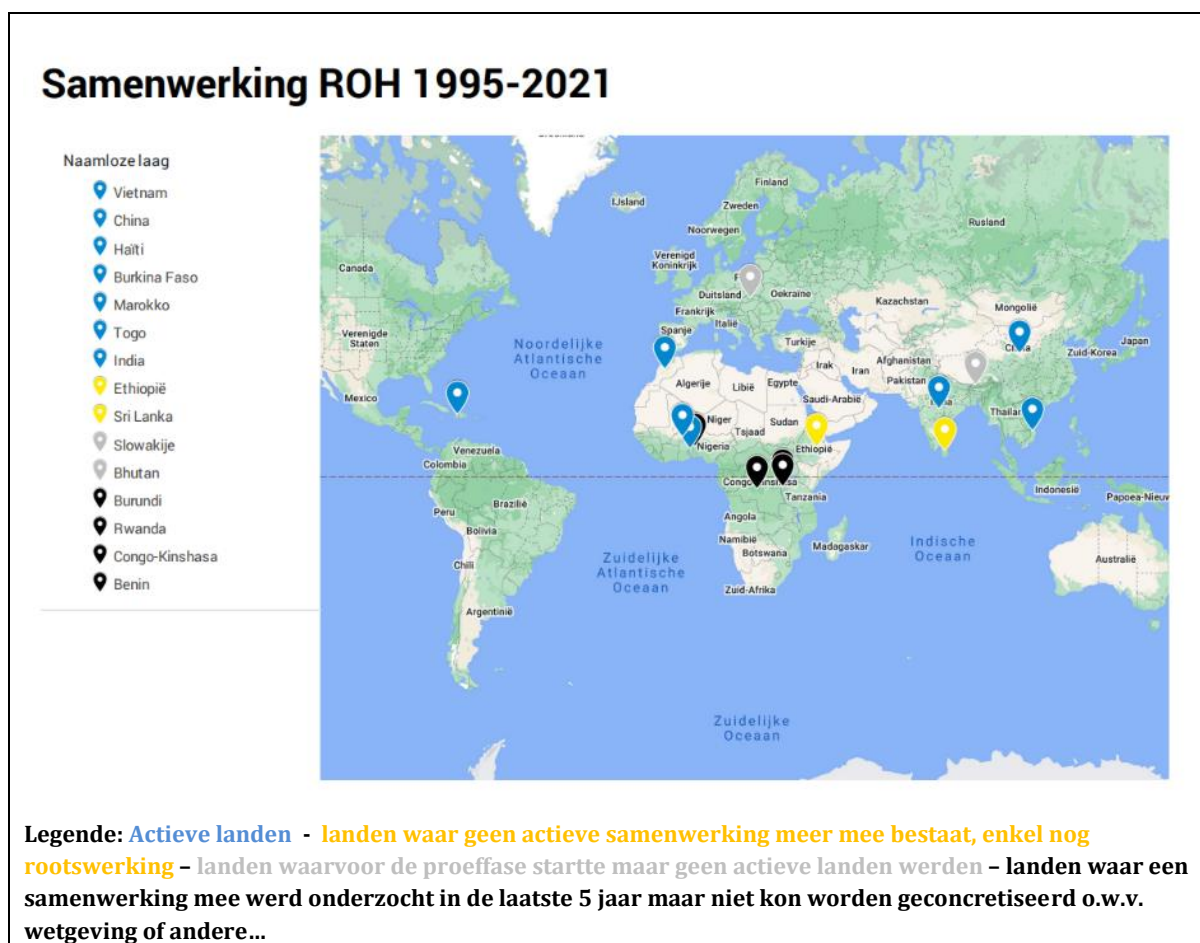 Samenwerking ROH 1995-2021
Naamloze laag
Vietnam
China
Haïti
Burkina Faso
Marokko
Togo
India
Ethiopië
Sri Lanka
Slowakije
Bhutan
Burundi
Rwanda
Congo-Kinshasa
Benin
Finland
IJsland
Zweden
Rusland
Noorwegen
Verenigd
Koninkrijk
Canada
Duitsland
Oekraïne
Kazachstan
Mongolië
Frankrijk
Italië
Spanje
Turkije
Verenigde
Staten
Noordelijke
Atlantische
Oceaan
Japan
Zuid-Korea
Afghanistan
Irak
Iran
Pakistan
Algerije
Libië
Egypte
Mexico
Saudi-Arabië
Niger
Sudan
Tsjaad
Nigeria
Ethiopië
Venezuela
Colombia
Indonesië
Tanzania
Brazilië
Peru
Angola
Bolivia
Namibië
Botswana
Madagaskar
Indische
Oceaan
Australië
Zuidelijke
Atlantische
Oceaan
Chili
Zuid-Afrika
Argentinië
Zuidelijke
Oceaan
Legende: Actieve landen - landen waar geen actieve samenwerking meer mee bestaat, enkel nog
rootswerking – landen waarvoor de proeffase startte maar geen actieve landen werden – landen waar een
samenwerking mee werd onderzocht in de laatste 5 jaar maar niet kon worden geconcretiseerd o.w.v.
wetgeving of andere…